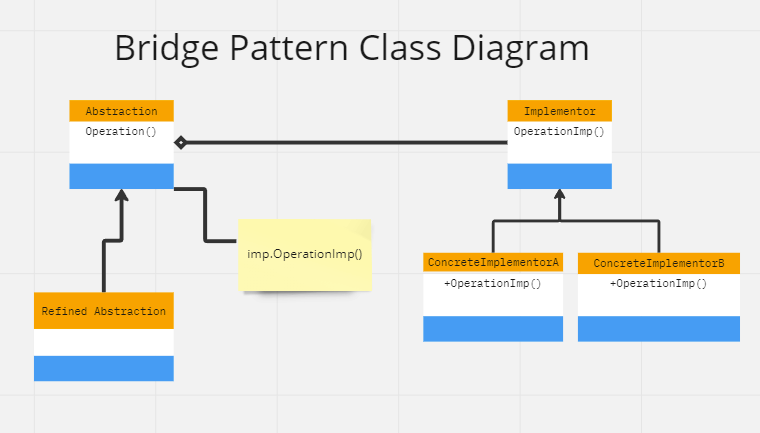 Bridge Pattern Class Diagram
Abstraction
Operation()
Implementor
OperationImp()
imp.OperationImp()
ConcreteImplementorA
+OperationImp()
ConcreteImplementorB
+OperationImp()
Refined Abstraction